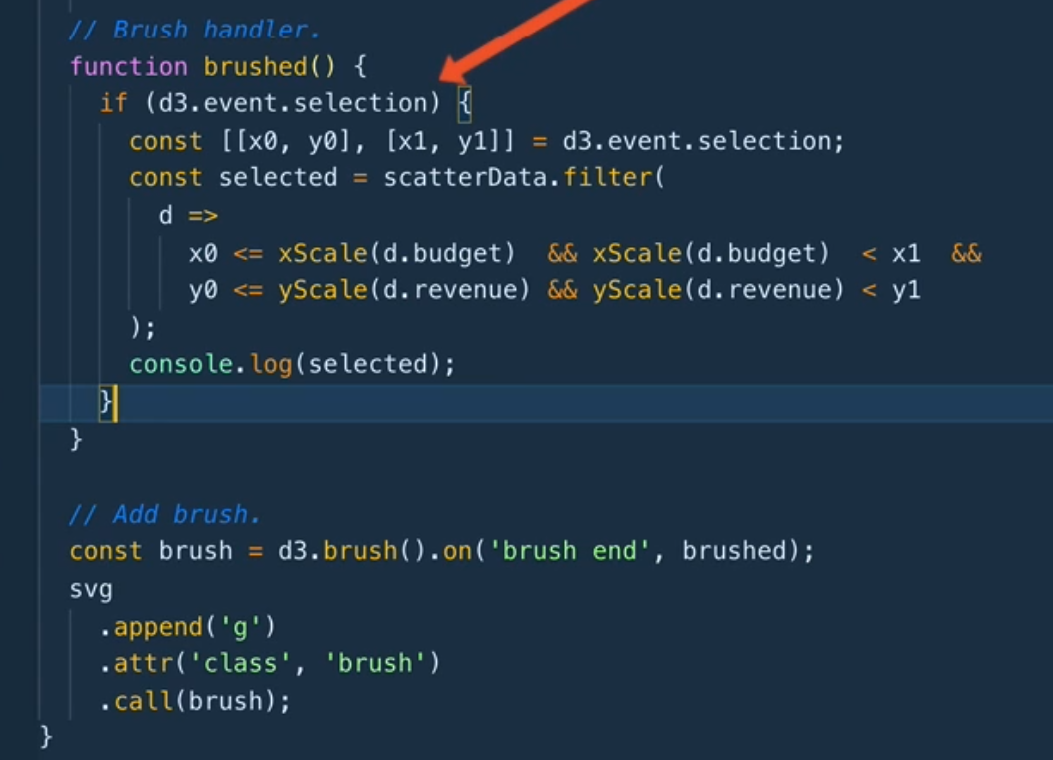 // Brush handler.
function brushed() {
if (d3.event.selection) {
const [[x0, y0], [x1, y1]] = d3.event.selection;
const selected = scatterData.filter(
d =>
x0 <= xScale(d.budget)  && xScale(d.budget)  < x1  &&
y0 <= yScale(d.revenue) && yScale(d.revenue) < y1
);
console.log(selected);
}
}
// Add brush.
const brush = d3.brush().on('brush end', brushed);
svg
.append('g')
.attr('class', 'brush')
.call(brush);
}